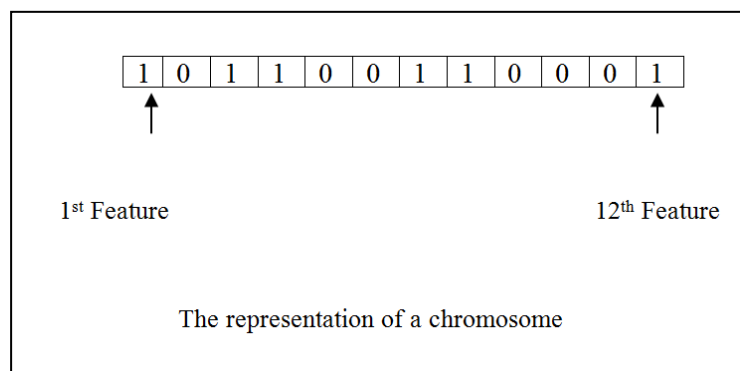 1 0 1 1 0 0 1 1 0 0 0 1
1st Feature 12th Feature
The representation of a chromosome